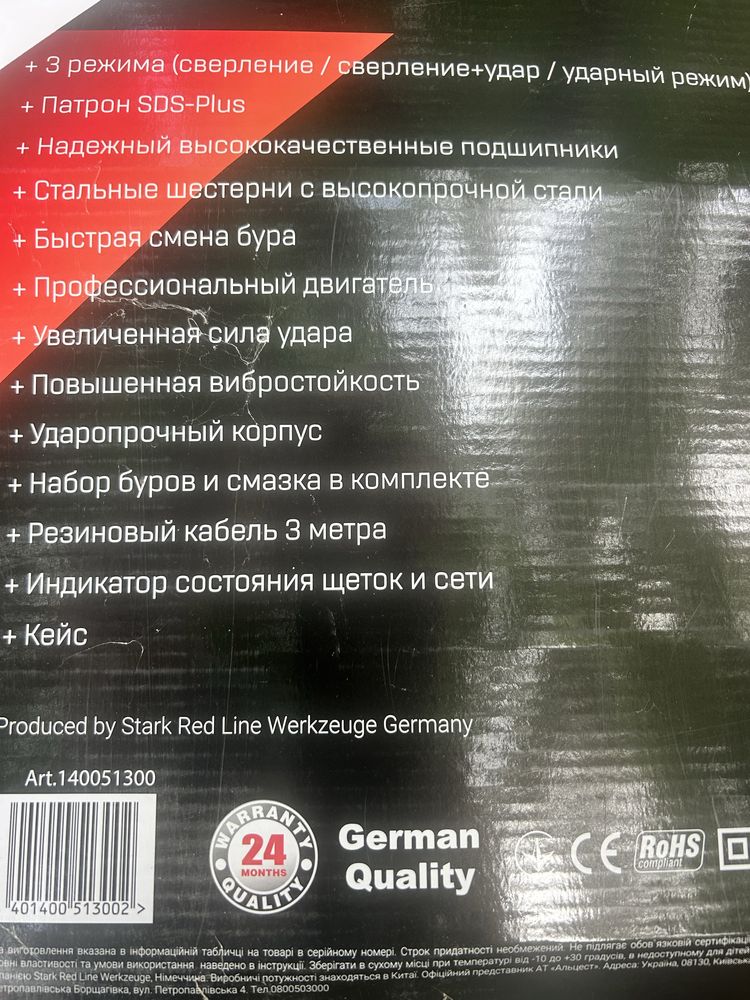 + 3 режима (сверление / сверление+удар / ударный режим)
+ Патрон SDS-Plus
+ Надежный высококачественные подшипники
+ Стальные шестерни с высокопрочной стали
+ Быстрая смена бура
+ Профессиональный двигатель
+ Увеличенная сила удара
+ Повышенная вибростойкость
+ Ударопрочный корпус
+ Набор буров и смазка в комплекте
+ Резиновый кабель 3 метра
+ Индикатор состояния щеток и сети
+ Кейс
Produced by Stark Red Line Werkzeuge Germany
Art.140051300
WARRANTY
24
MONTHS
QUALITY
German
Quality
CE
RoHS
compliant
401400 513002 >
виготовлення вказана в інформаційній табличці на товарі в серійному номері. Строк придатності необмежений. Не підлягає обов язковій сертифікації
властивості та умови використання наведено в інструкції. Зберігати в сухому місці при температурі від -10 до +30 градусів, в недоступному для дітей
Stark Red Line Werkzeuge, Німеччина. Виробничі потужності знаходяться в Китаї. Офіційний представник АТ «Альцест». Адреса: Україна, 08130, Київська
Борщагівка, вул. Петропавлівська 4. Тел.0800503000